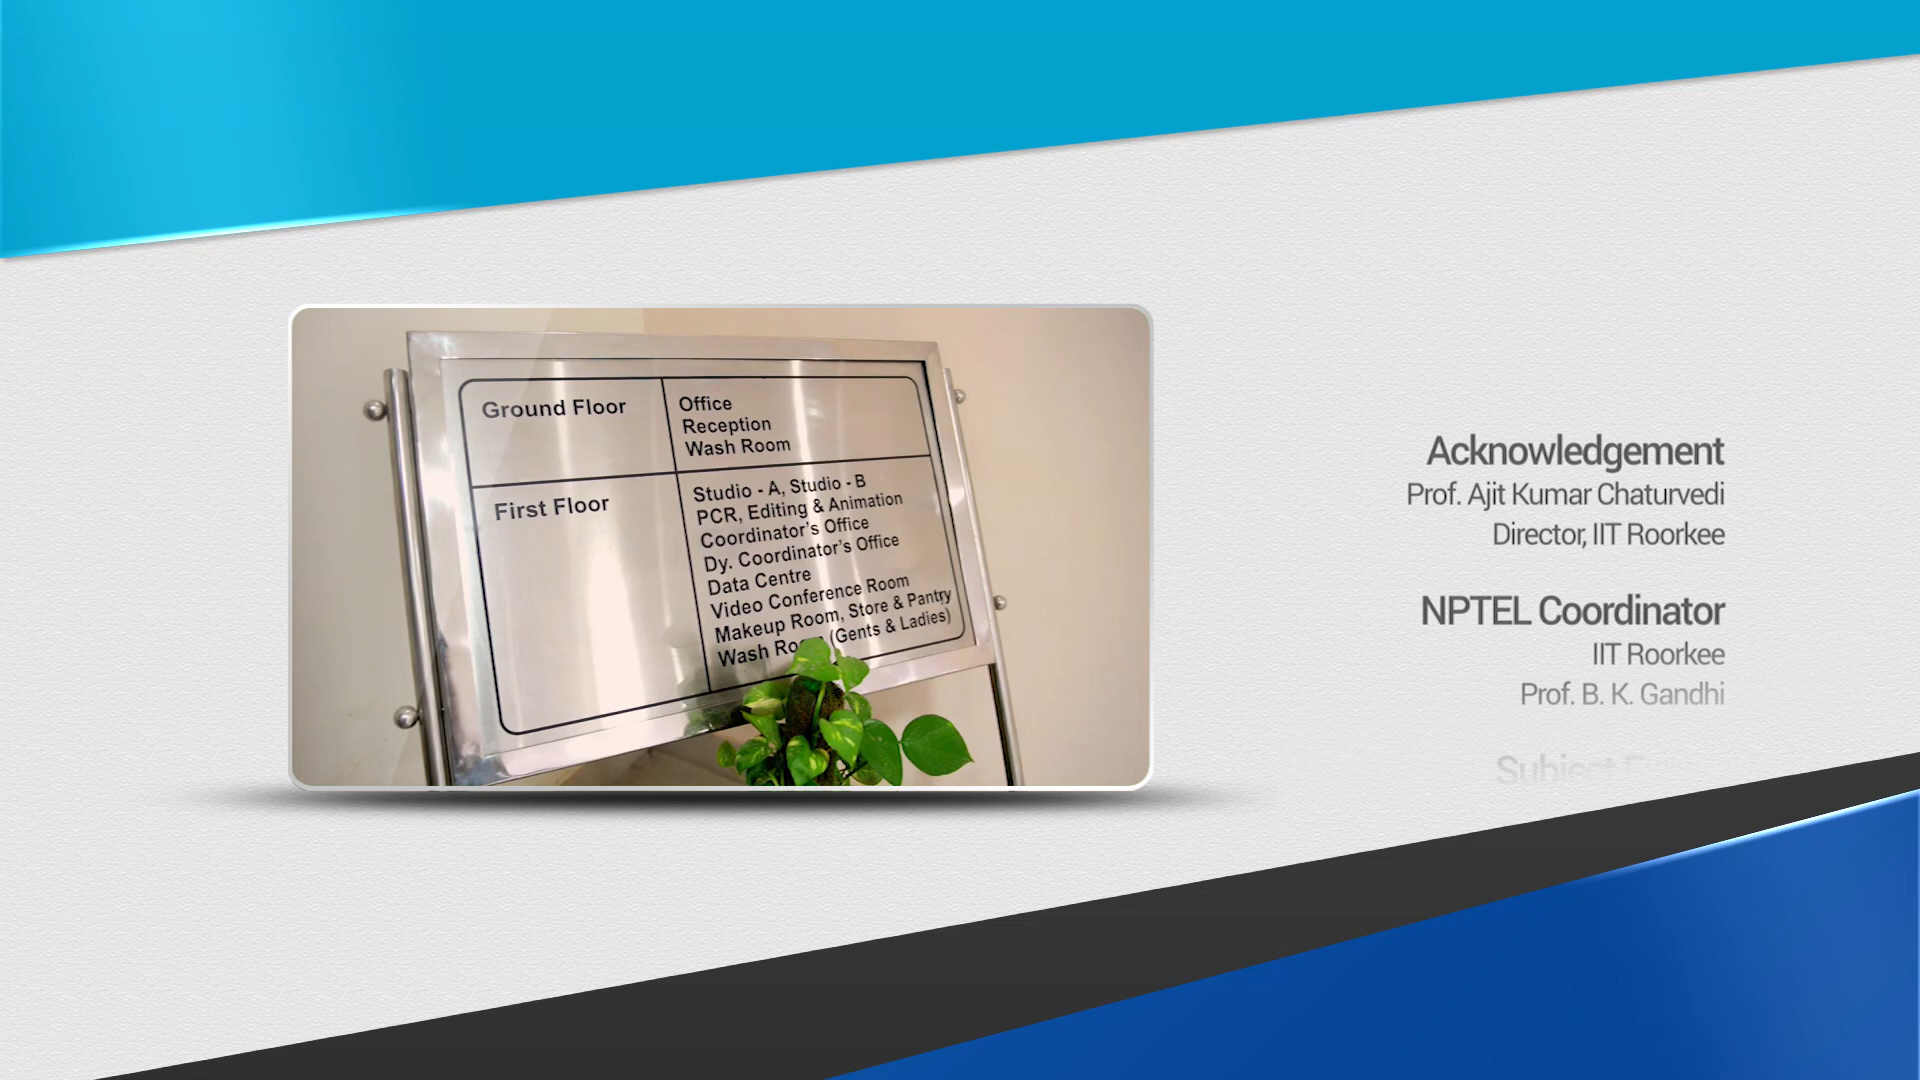 Ground Floor
Office
Reception
Wash Room
First Floor
Studio - A, Studio - B
PCR, Editing & Animation
Coordinator's Office
Dy. Coordinator's Office
Data Centre
Video Conference Room
Makeup Room, Store & Pantry
Wash Room (Gents & Ladies)
Acknowledgement
Prof. Ajit Kumar Chaturvedi
Director, IIT Roorkee
NPTEL Coordinator
IIT Roorkee
Prof. B. K. Gandhi
Subject